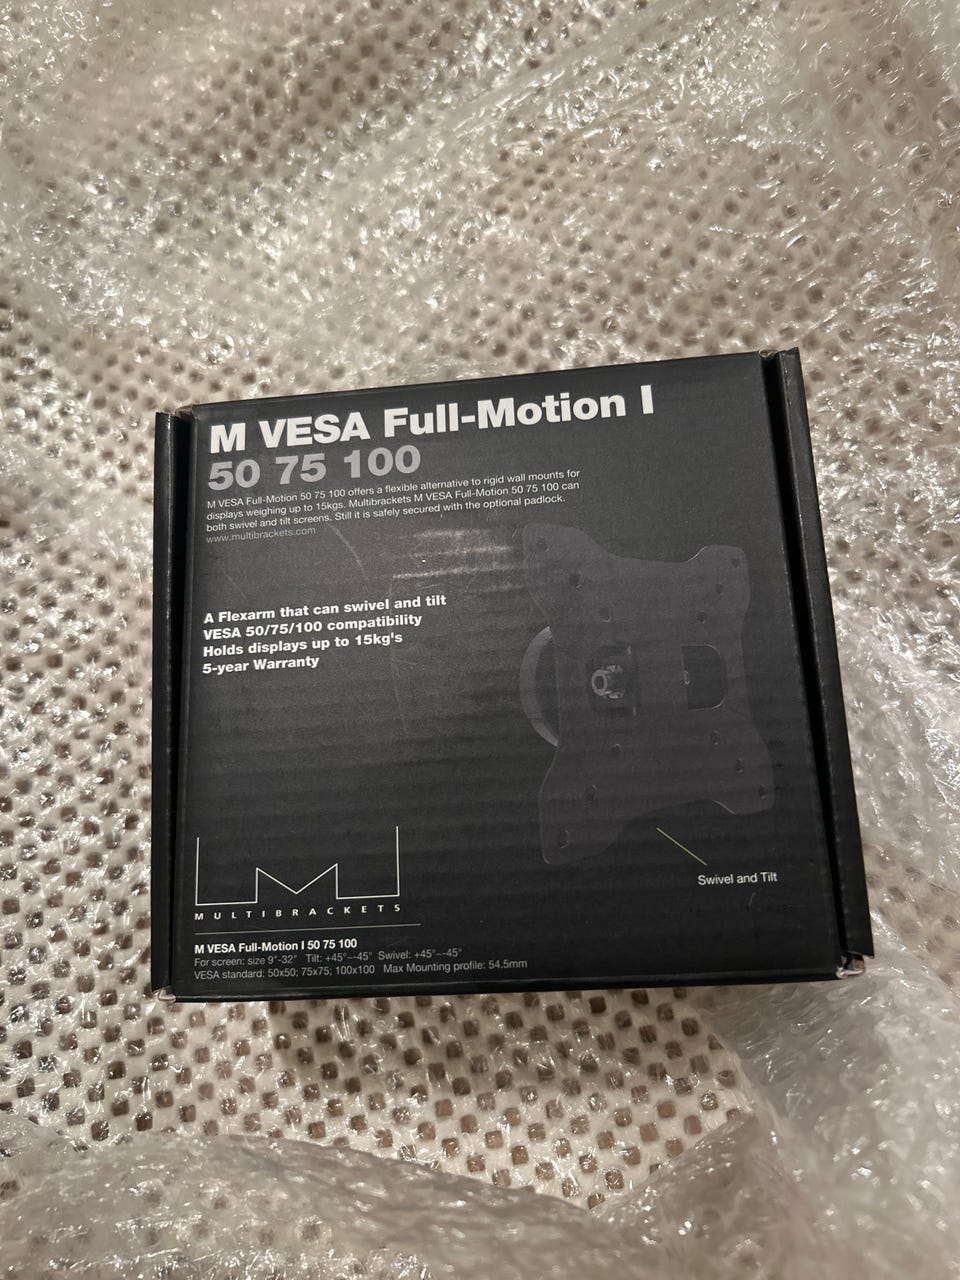 M VESA Full-Motion I
50 75 100
M VESA Full-Motion 50 75 100 offers a flexible alternative to rigid wall mounts for
displays weighing up to 15kgs. Multibrackets M VESA Full-Motion 50 75 100 can
both swivel and tilt screens. Still it is safely secured with the optional padlock.
www.multibrackets.com
A Flexarm that can swivel and tilt
VESA 50/75/100 compatibility
Holds displays up to 15kg's
5-year Warranty
Swivel and Tilt
MULTIBRACKETS
M VESA Full-Motion I 50 75 100
For screen: size 9"-32" Tilt: +45°--45° Swivel: +45°--45°
VESA standard: 50x50; 75x75; 100x100 Max Mounting profile: 54.5mm